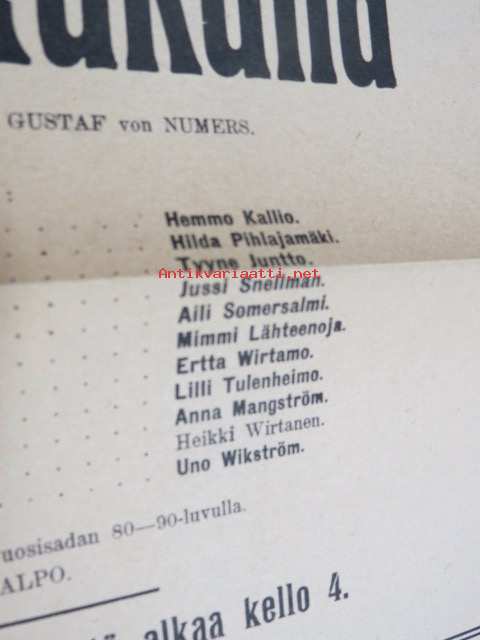 GUSTAF von NUMERS.
:
Hemmo Kallio.
Hilda Pihlajamäki.
Tyyne Juntto.
Antikvariaatti.net
Jussi Snellman.
Aili Somersalmi.
Mimmi Lähteenoja.
Ertta Wirtamo.
Lilli Tulenheimo.
Anna Mangström.
Heikki Wirtanen.
Uno Wikström.
uosisadan 80—90-luvulla.
ALPO.
alkaa kello 4.